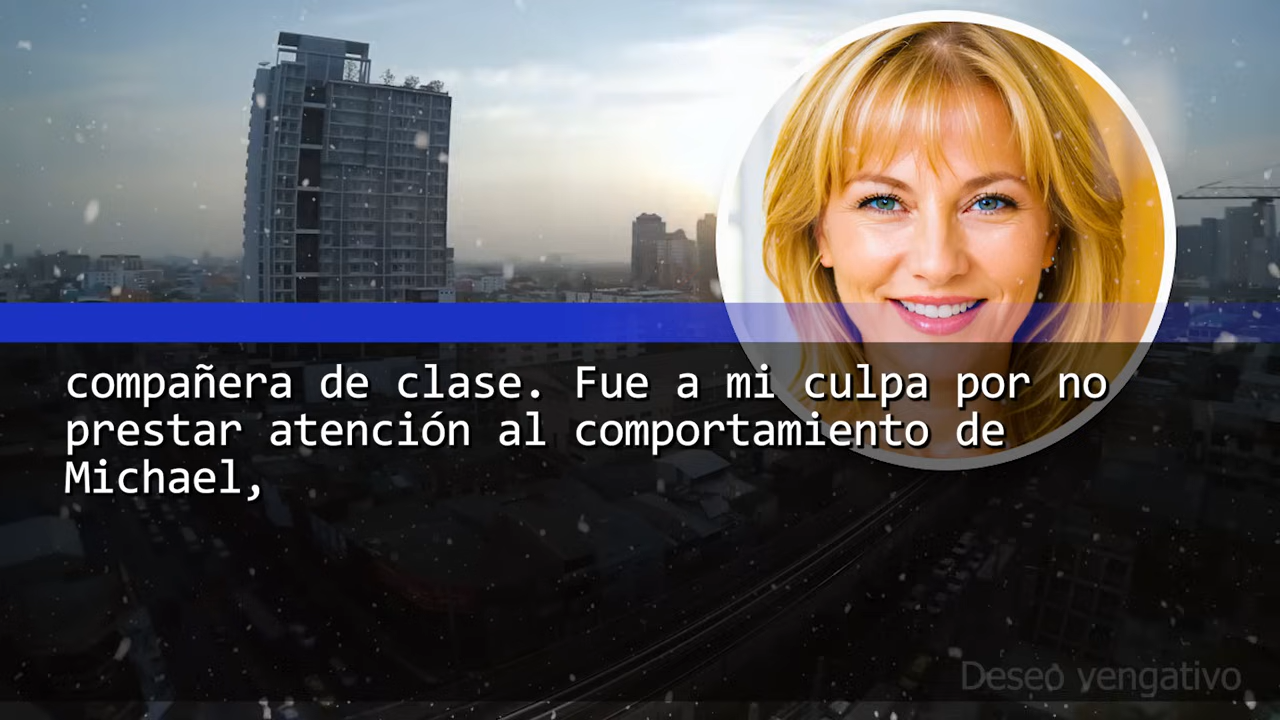 compañera de clase. Fue a mi culpa por no
prestar atención al comportamiento de
Michael,
Deseo vengativo